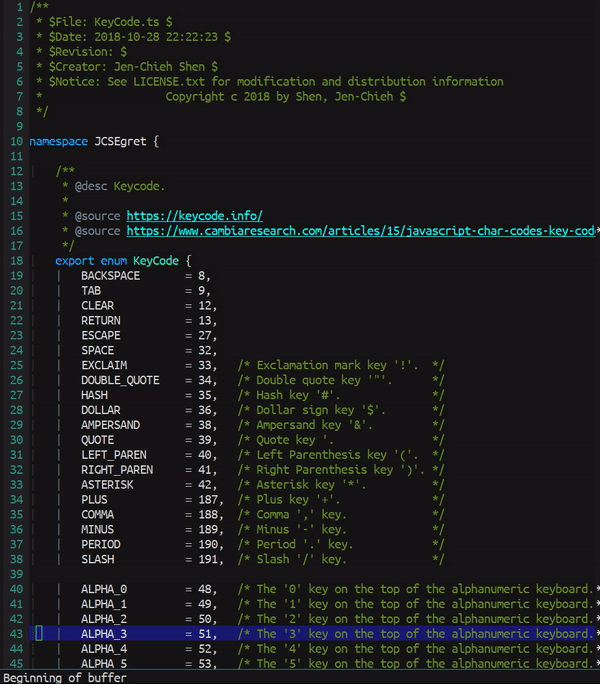 1 /**
2  * $File: KeyCode.ts $
3  * $Date: 2018-10-28 22:22:23 $
4  * $Revision: $
5  * $Creator: Jen-Chieh Shen $
6  * $Notice: See LICENSE.txt for modification and distribution information
7  *                   Copyright c 2018 by Shen, Jen-Chieh $
8  */
9
10 namespace JCSEgret {
11
12     /**
13      * @desc Keycode.
14      *
15      * @source https://keycode.info/
16      * @source https://www.cambiaresearch.com/articles/15/javascript-char-codes-key-cod*
17      */
18     export enum KeyCode {
19     |   BACKSPACE       = 8,
20     |   TAB             = 9,
21     |   CLEAR           = 12,
22     |   RETURN          = 13,
23     |   ESCAPE          = 27,
24     |   SPACE           = 32,
25     |   EXCLAIM         = 33,   /* Exclamation mark key '!'.  */
26     |   DOUBLE_QUOTE    = 34,   /* Double quote key '"'.      */
27     |   HASH            = 35,   /* Hash key '#'.              */
28     |   DOLLAR          = 36,   /* Dollar sign key '$'.       */
29     |   AMPERSAND       = 38,   /* Ampersand key '&'.         */
30     |   QUOTE           = 39,   /* Quote key '.               */
31     |   LEFT_PAREN      = 40,   /* Left Parenthesis key '('.  */
32     |   RIGHT_PAREN     = 41,   /* Right Parenthesis key ')'. */
33     |   ASTERISK        = 42,   /* Asterisk key '*'.          */
34     |   PLUS            = 187,  /* Plus key '+'.              */
35     |   COMMA           = 188,  /* Comma ',' key.             */
36     |   MINUS           = 189,  /* Minus '-' key.             */
37     |   PERIOD          = 190,  /* Period '.' key.            */
38     |   SLASH           = 191,  /* Slash '/' key.             */
39
40     |   ALPHA_0         = 48,   /* The '0' key on the top of the alphanumeric keyboard.*
41     |   ALPHA_1         = 49,   /* The '1' key on the top of the alphanumeric keyboard.*
42     |   ALPHA_2         = 50,   /* The '2' key on the top of the alphanumeric keyboard.*
43     |   ALPHA_3         = 51,   /* The '3' key on the top of the alphanumeric keyboard.*
44     |   ALPHA_4         = 52,   /* The '4' key on the top of the alphanumeric keyboard.*
45     |   ALPHA_5         = 53,   /* The '5' key on the top of the alphanumeric keyboard.*
Beginning of buffer